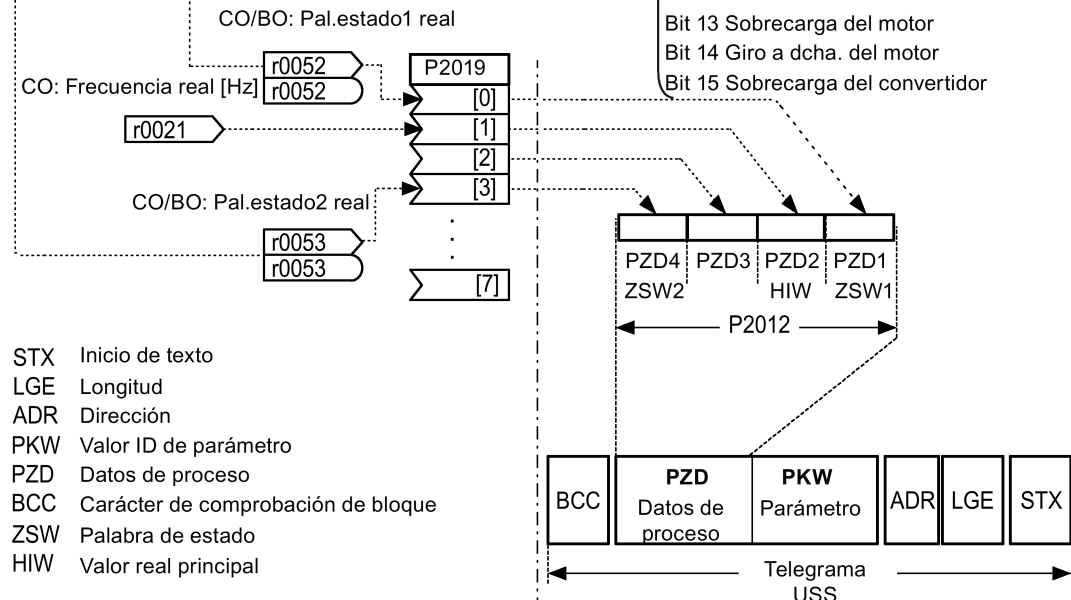 CO/BO: Pal.estado1 real
Bit 13 Sobrecarga del motor
Bit 14 Giro a dcha. del motor
Bit 15 Sobrecarga del convertidor
r0052
r0052
CO: Frecuencia real [Hz]
r0021
P2019
[0]
[1]
[2]
[3]
[7]
CO/BO: Pal.estado2 real
r0053
r0053
PZD4 PZD3 PZD2 PZD1
ZSW2 HIW ZSW1
P2012
STX Inicio de texto
LGE Longitud
ADR Dirección
PKW Valor ID de parámetro
PZD Datos de proceso
BCC Carácter de comprobación de bloque
ZSW Palabra de estado
HIW Valor real principal
BCC
PZD
Datos de
proceso
PKW
Parámetro
ADR
LGE
STX
Telegrama
USS